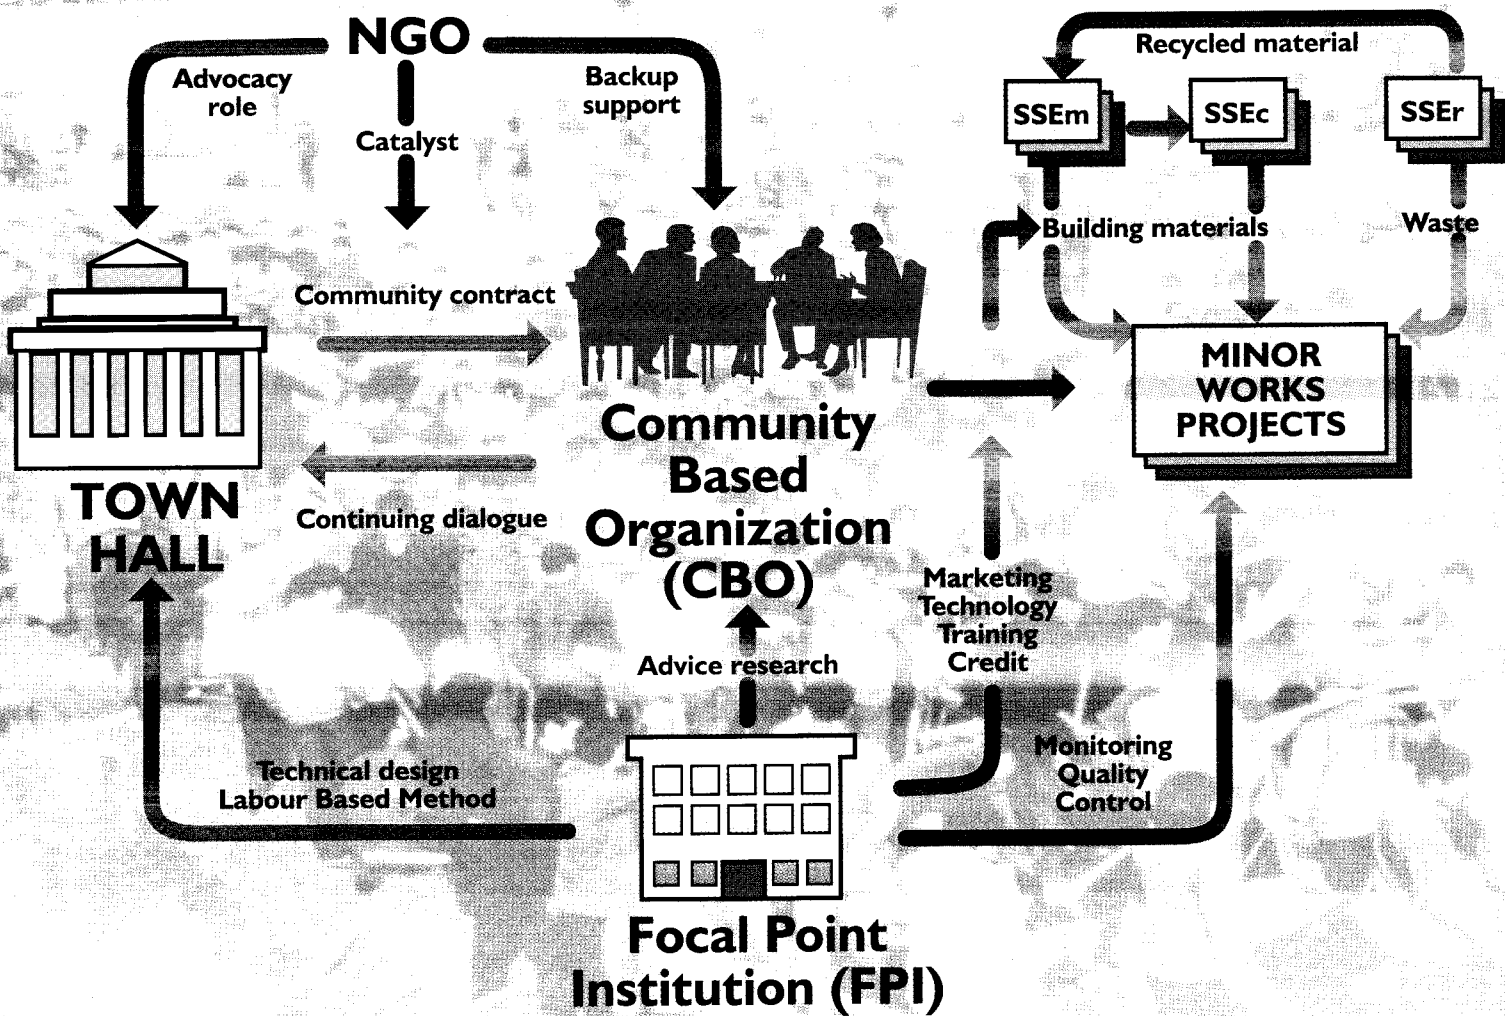 NGO
Advocacy
role
Catalyst
Backup
support
Recycled material
SSEm
SSEc
SSEr
Building materials
Waste
Community contract
MINOR
WORKS
PROJECTS
Community
Based
Organization
(CBO)
TOWN
HALL
Continuing dialogue
Marketing
Technology
Training
Credit
Advice research
Technical design
Labour Based Method
Monitoring
Quality
Control
Focal Point
Institution (FPI)